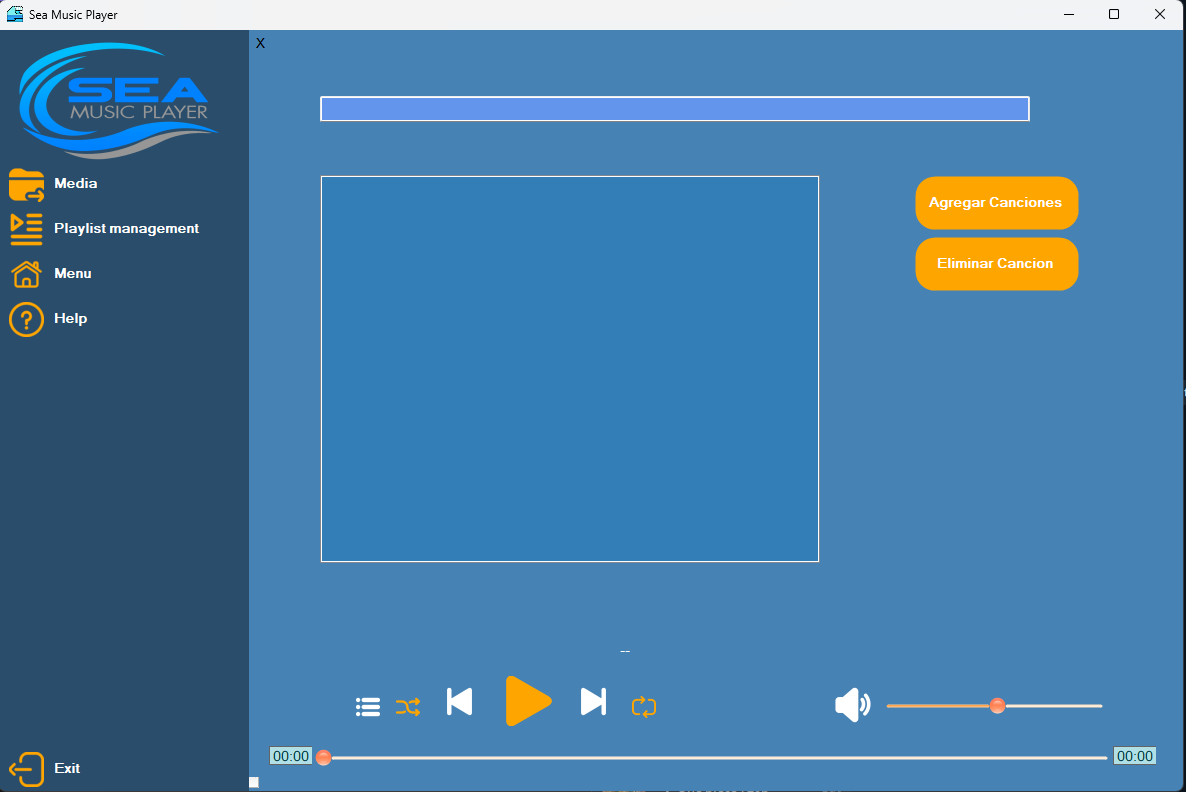 Sea Music Player
X
SEA
MUSIC PLAYER
Media
Playlist management
Menu
Help
Agregar Canciones
Eliminar Cancion
--
00:00
00:00
Exit